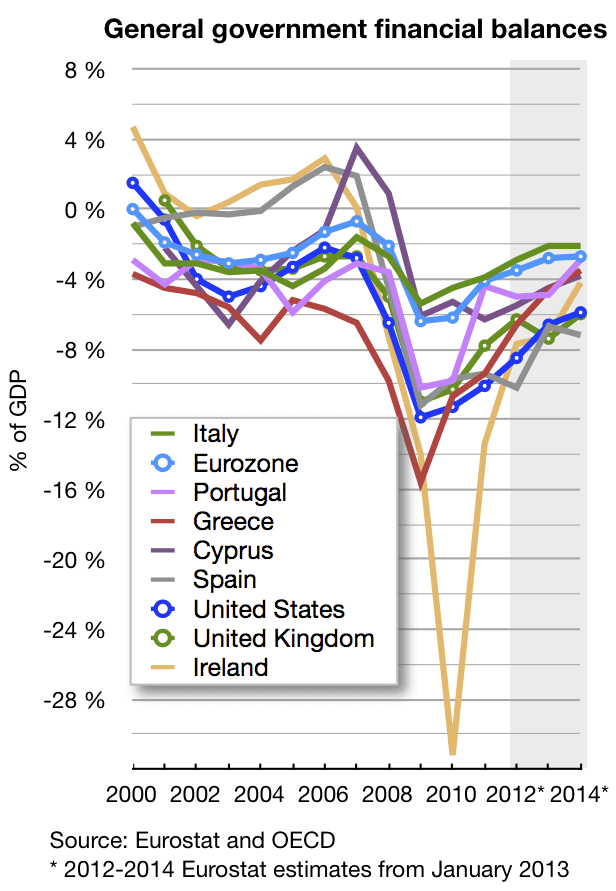 General government financial balances
8 %
4 %
0 %
-4 %
-8 %
-12 %
-16 %
-20 %
-24 %
-28 %
% of GDP
Italy
Eurozone
Portugal
Greece
Cyprus
Spain
United States
United Kingdom
Ireland
2000 2002 2004 2006 2008 2010 2012* 2014*
Source: Eurostat and OECD
* 2012-2014 Eurostat estimates from January 2013